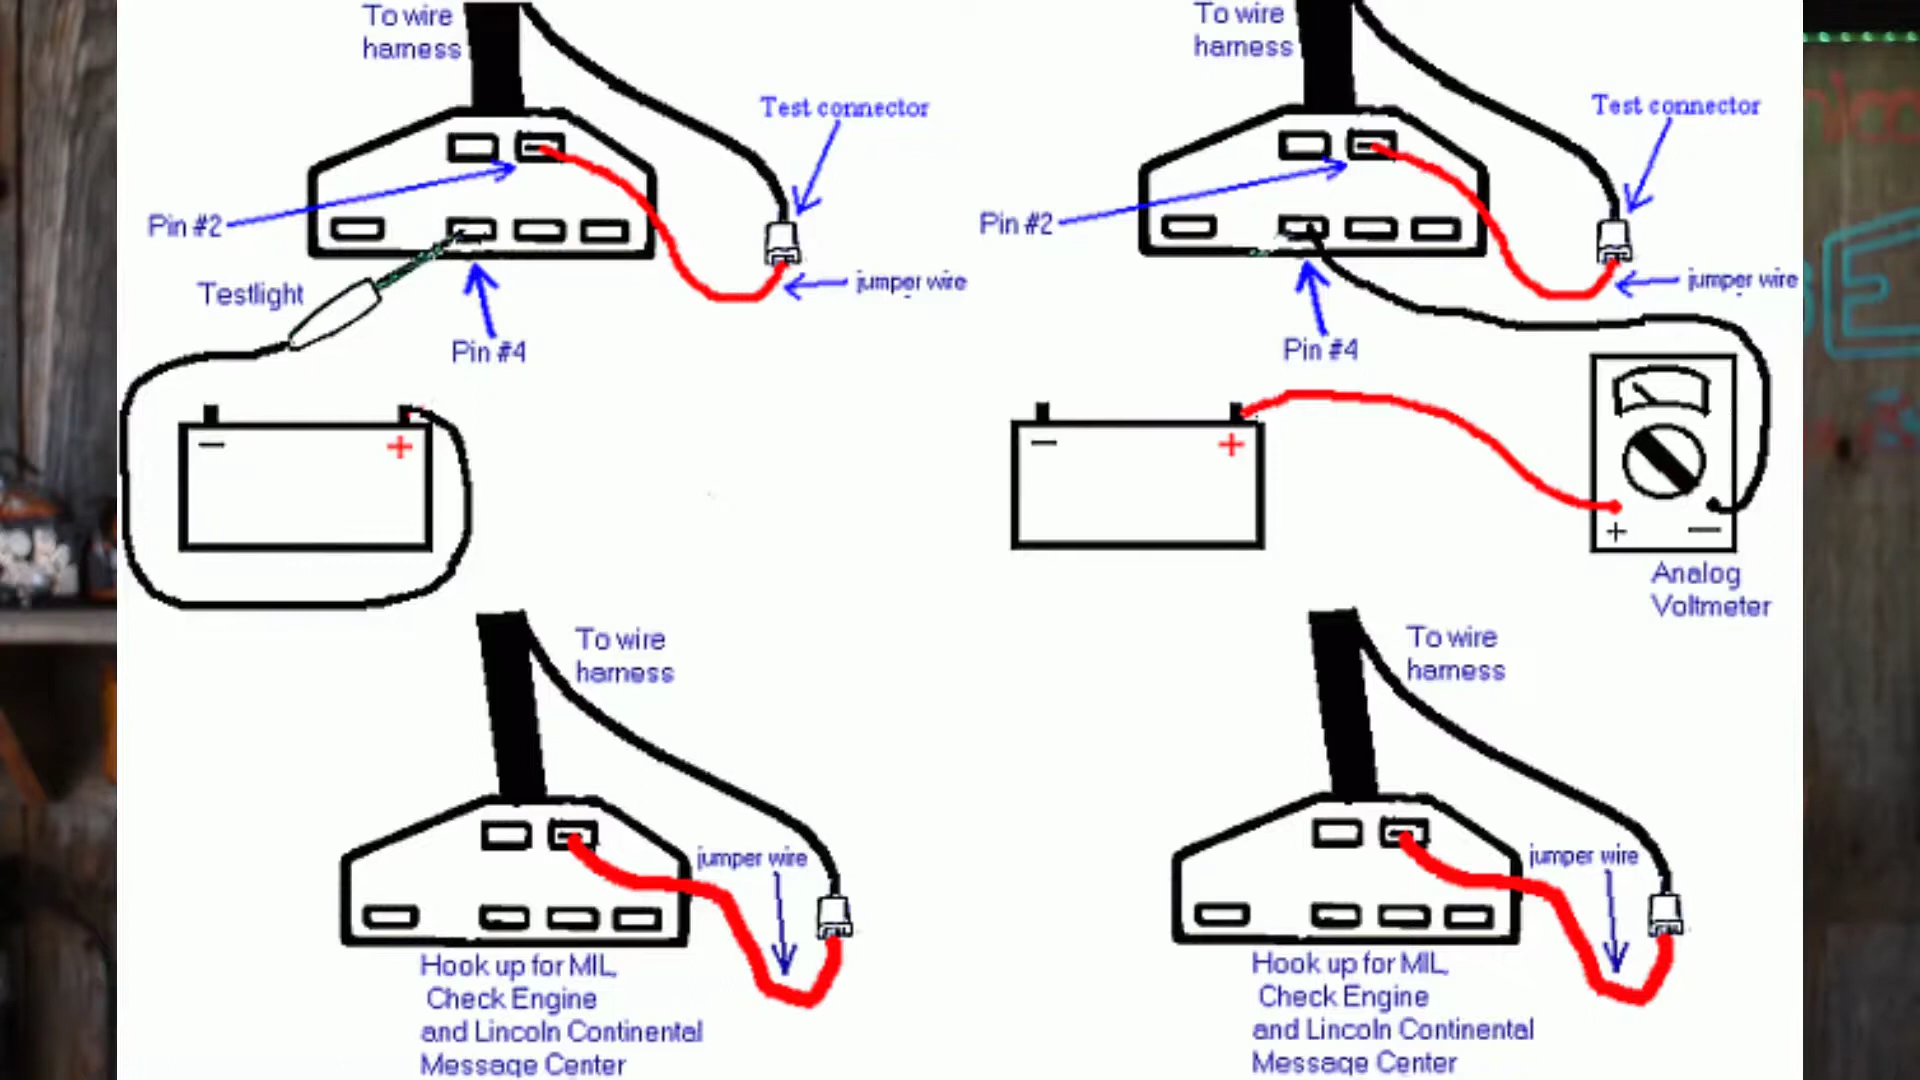 To wire
harness
Test connector
Pin #2
Testlight
jumper wire
Pin #4
− +
To wire
harness
Test connector
Pin #2
jumper wire
Pin #4
− +
+ −
Analog
Voltmeter
To wire
harness
jumper wire
Hook up for MIL,
Check Engine
and Lincoln Continental
Message Center
To wire
harness
jumper wire
Hook up for MIL,
Check Engine
and Lincoln Continental
Message Center